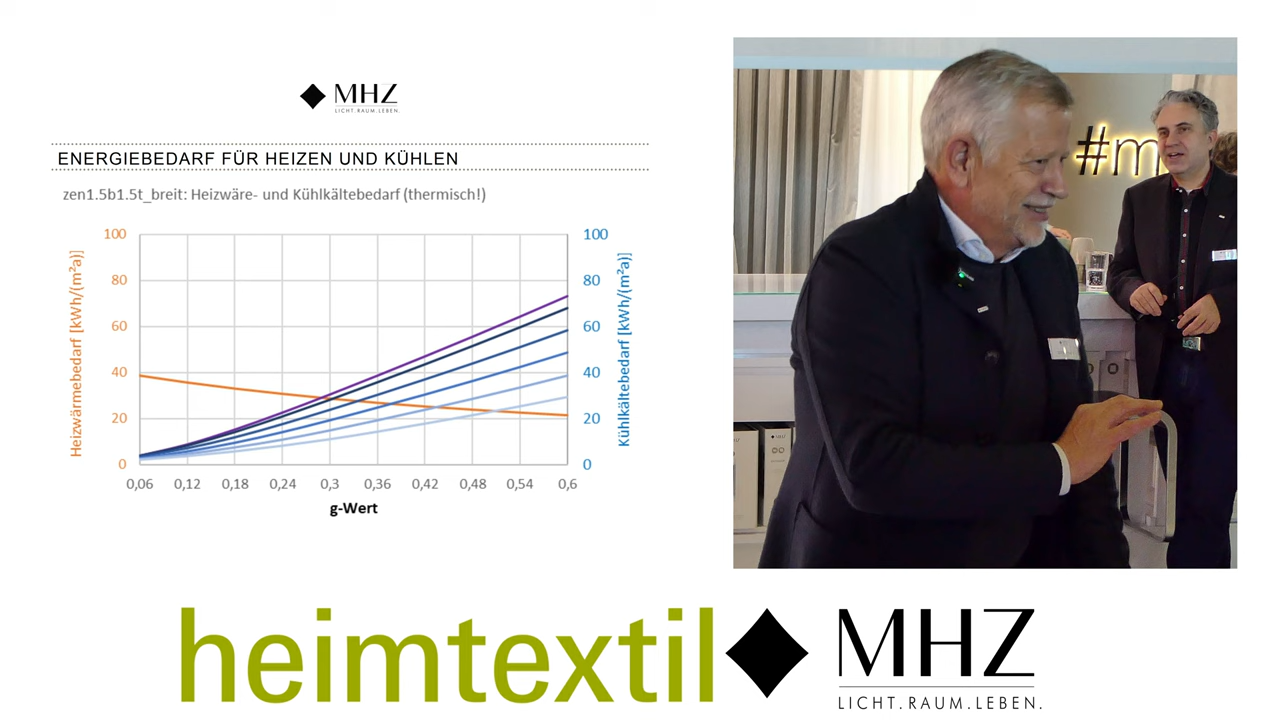 MHZ
LICHT.RAUM.LEBEN.
ENERGIEBEDARF FÜR HEIZEN UND KÜHLEN
zen1.5b1.5t_breit: Heizwäre- und Kühlkältebedarf (thermisch!)
100 100
80 80
60 60
40 40
20 20
0 0
Heizwärmebedarf [kWh/(m²a)]
Kühlkältebedarf [kWh/(m²a)]
0,06 0,12 0,18 0,24 0,3 0,36 0,42 0,48 0,54 0,6
g-Wert
#m
heimtextil
MHZ
LICHT.RAUM.LEBEN.